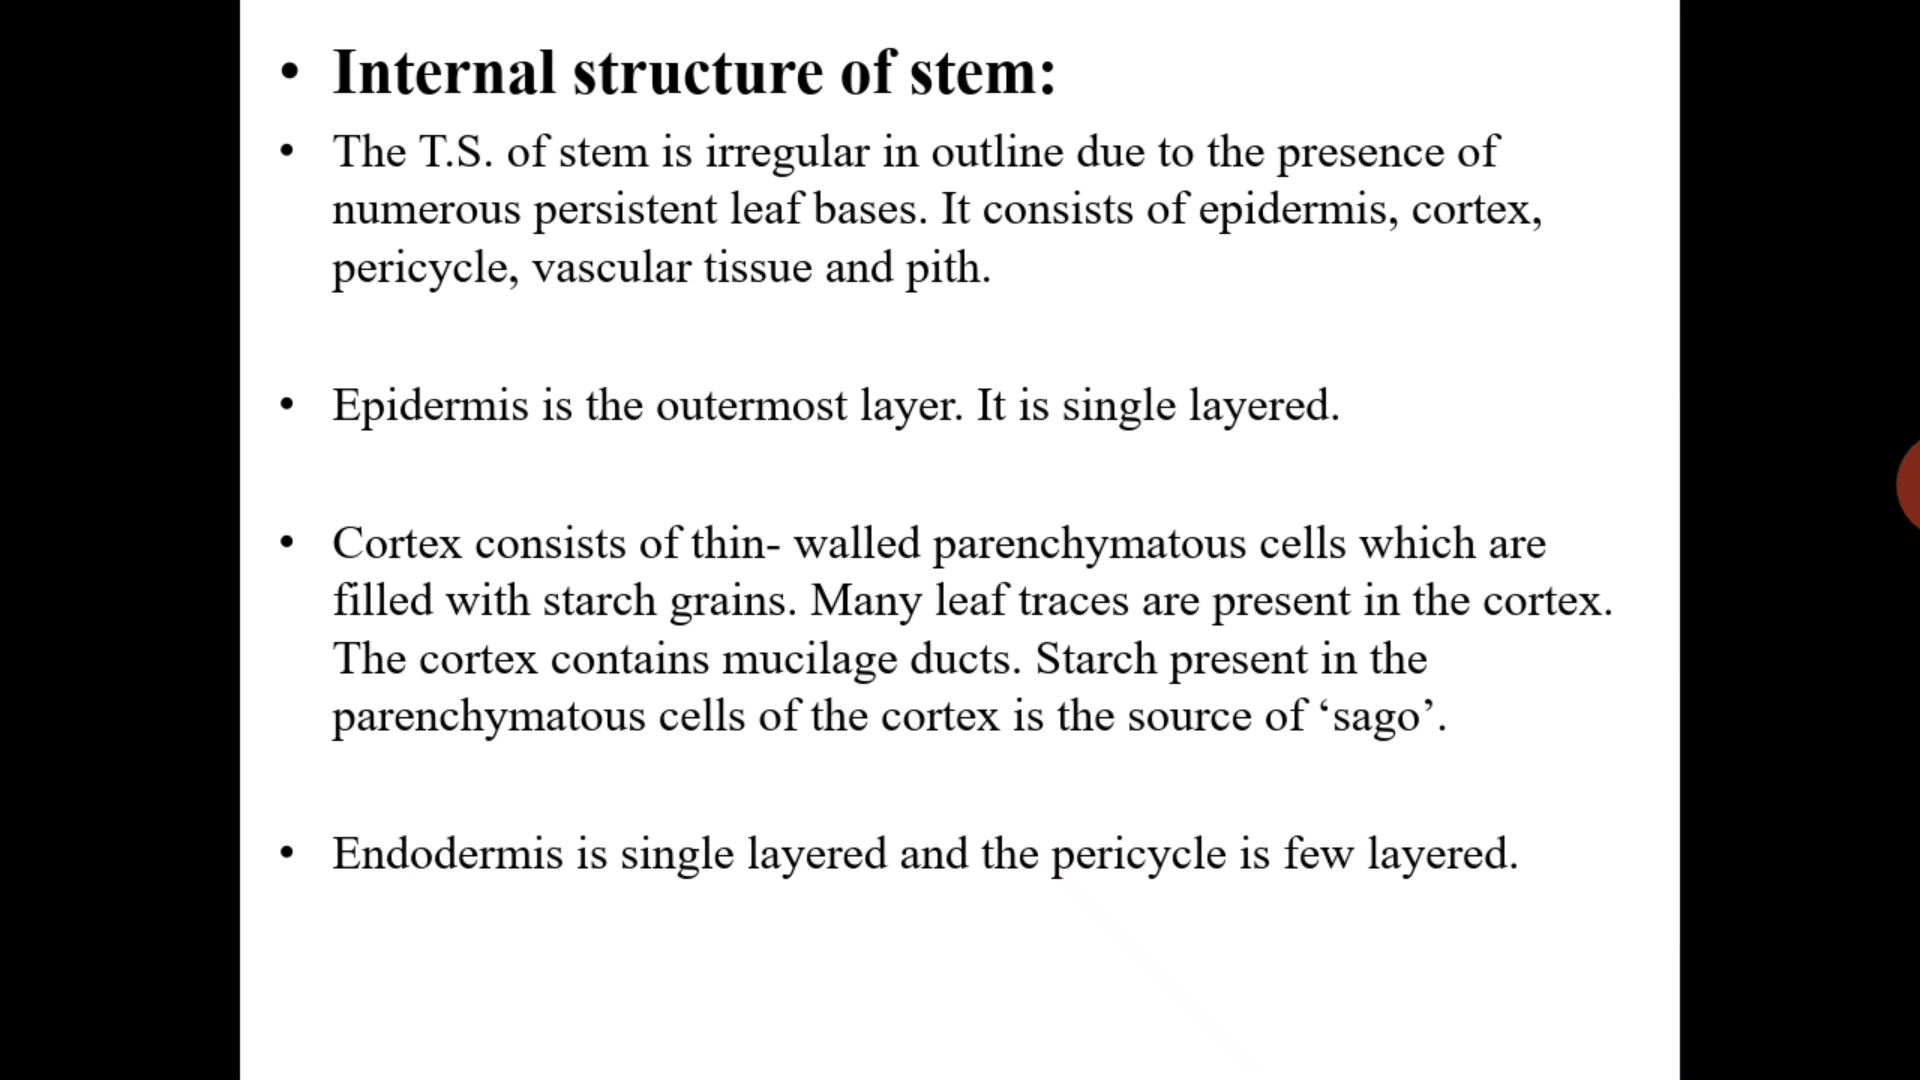 • Internal structure of stem:
• The T.S. of stem is irregular in outline due to the presence of
numerous persistent leaf bases. It consists of epidermis, cortex,
pericycle, vascular tissue and pith.
• Epidermis is the outermost layer. It is single layered.
• Cortex consists of thin- walled parenchymatous cells which are
filled with starch grains. Many leaf traces are present in the cortex.
The cortex contains mucilage ducts. Starch present in the
parenchymatous cells of the cortex is the source of ‘sago’.
• Endodermis is single layered and the pericycle is few layered.